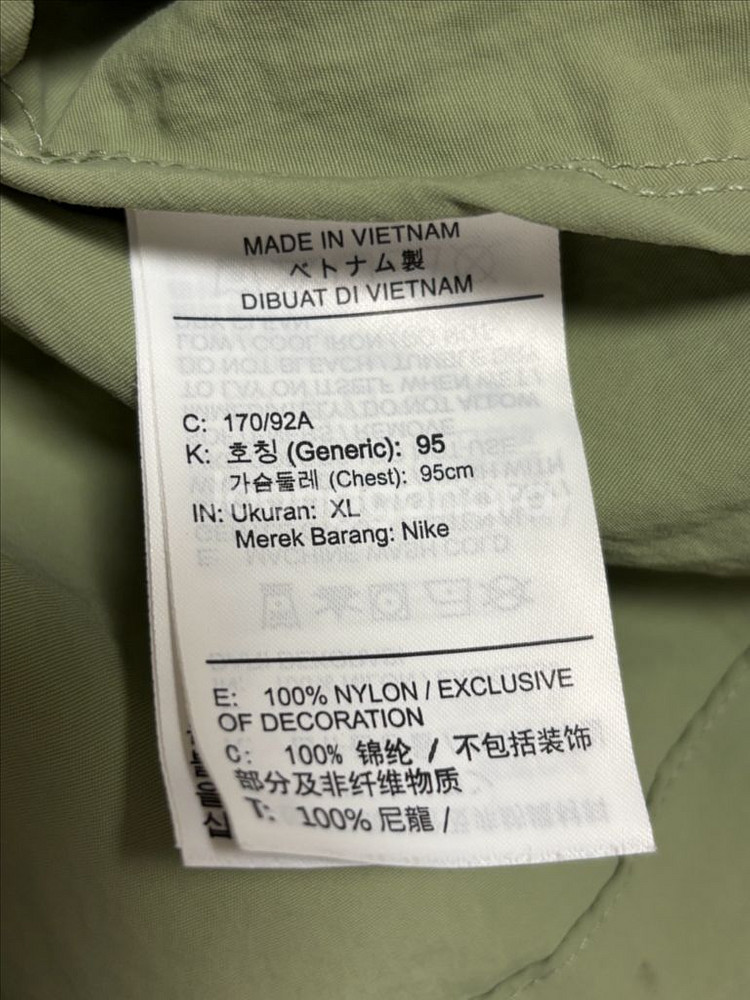 MADE IN VIETNAM
ベトナム製
DIBUAT DI VIETNAM
C: 170/92A
K: 호칭 (Generic): 95
가슴둘레 (Chest): 95cm
IN: Ukuran: XL
Merek Barang: Nike
E: 100% NYLON / EXCLUSIVE
OF DECORATION
C: 100% 锦纶 / 不包括装饰
部分及非纤维物质
T: 100% 尼龍 /